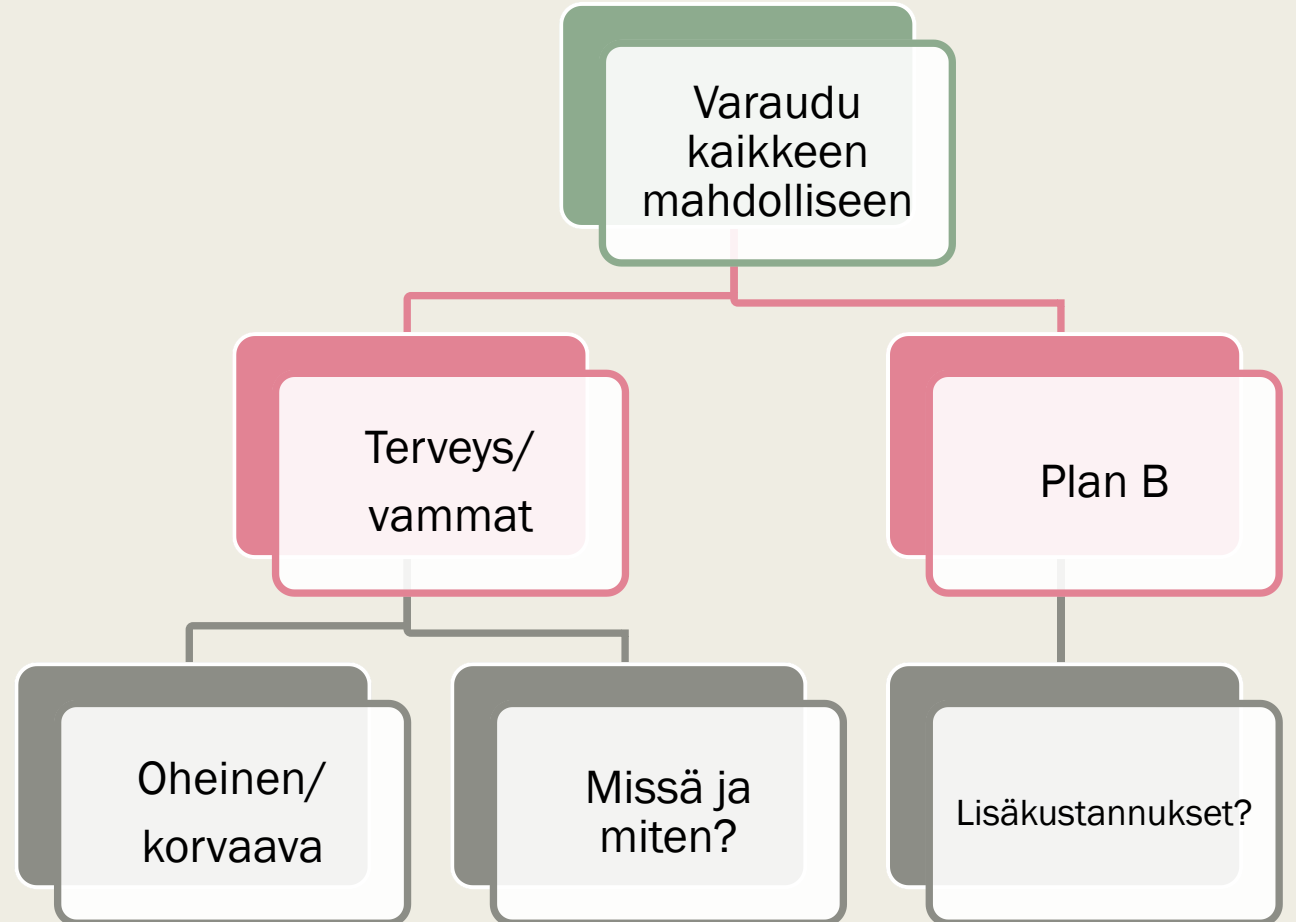 Varaudu
kaikkeen
mahdolliseen
Terveys/
vammat
Plan B
Oheinen/
korvaava
Missä ja
miten?
Lisäkustannukset?